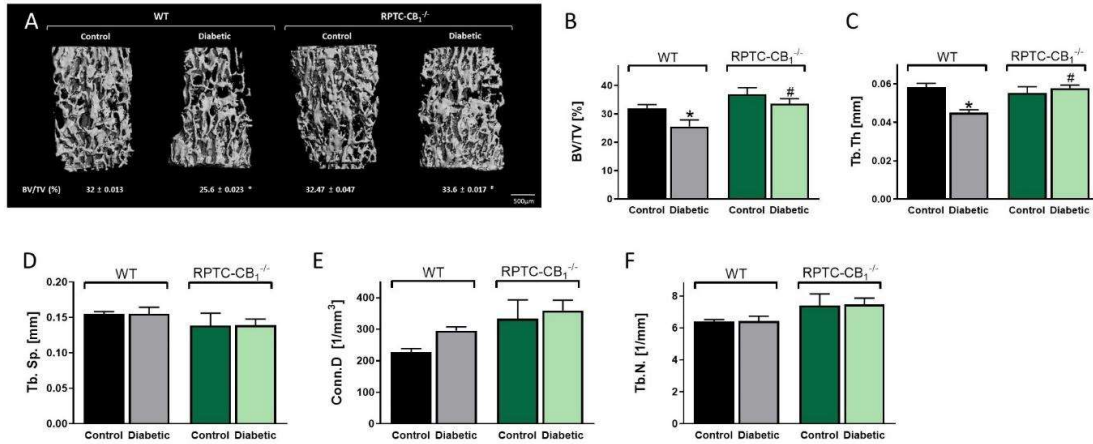 A
WT
RPTC-CB₁⁻/⁻
Control
Diabetic
Control
Diabetic
BV/TV (%)
32 ± 0.013
25.6 ± 0.023 *
32.47 ± 0.047
33.6 ± 0.017 #
500µm
B
WT
RPTC-CB₁⁻/⁻
BV/TV [%]
40
30
20
10
0
*
#
Control Diabetic
Control Diabetic
C
WT
RPTC-CB₁⁻/⁻
Tb.Th [mm]
0.06
0.04
0.02
0.00
*
#
Control Diabetic
Control Diabetic
D
WT
RPTC-CB₁⁻/⁻
Tb. Sp. [mm]
0.20
0.15
0.10
0.05
0.00
Control Diabetic
Control Diabetic
E
WT
RPTC-CB₁⁻/⁻
Conn.D [1/mm³]
400
300
200
100
0
Control Diabetic
Control Diabetic
F
WT
RPTC-CB₁⁻/⁻
Tb.N. [1/mm]
8
6
4
2
0
Control Diabetic
Control Diabetic